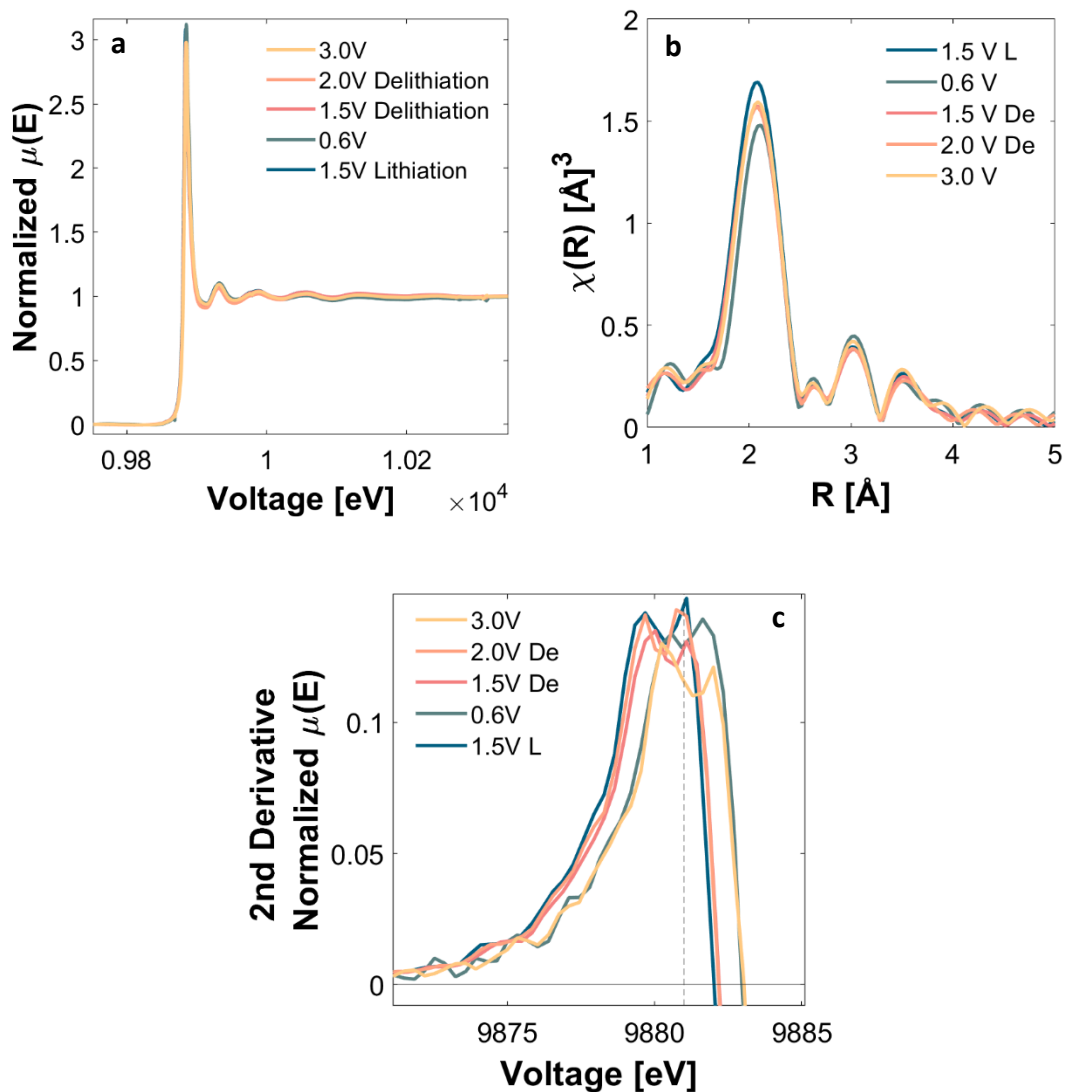 a
3.0V
2.0V Delithiation
1.5V Delithiation
0.6V
1.5V Lithiation
Normalized μ(E)
3
2.5
2
1.5
1
0.5
0
0.98
1
1.02
×10⁴
Voltage [eV]
b
1.5 V L
0.6 V
1.5 V De
2.0 V De
3.0 V
χ(R) [Å]³
2
1.5
1
0.5
0
1
2
3
4
5
R [Å]
c
3.0V
2.0V De
1.5V De
0.6V
1.5V L
2nd Derivative
Normalized μ(E)
0.1
0.05
0
9875
9880
9885
Voltage [eV]